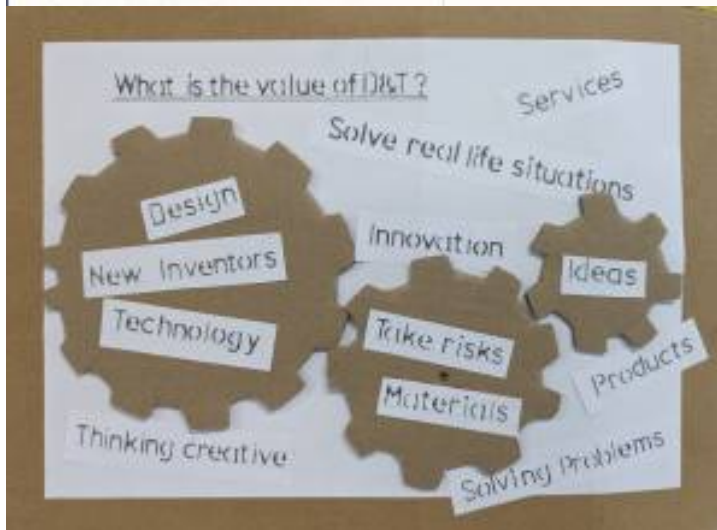 What is the value of D&T?
Services
Solve real life situations
Design
New Inventors
Technology
Innovation
Ideas
Take risks
Materials
Products
Thinking creative
Solving Problems